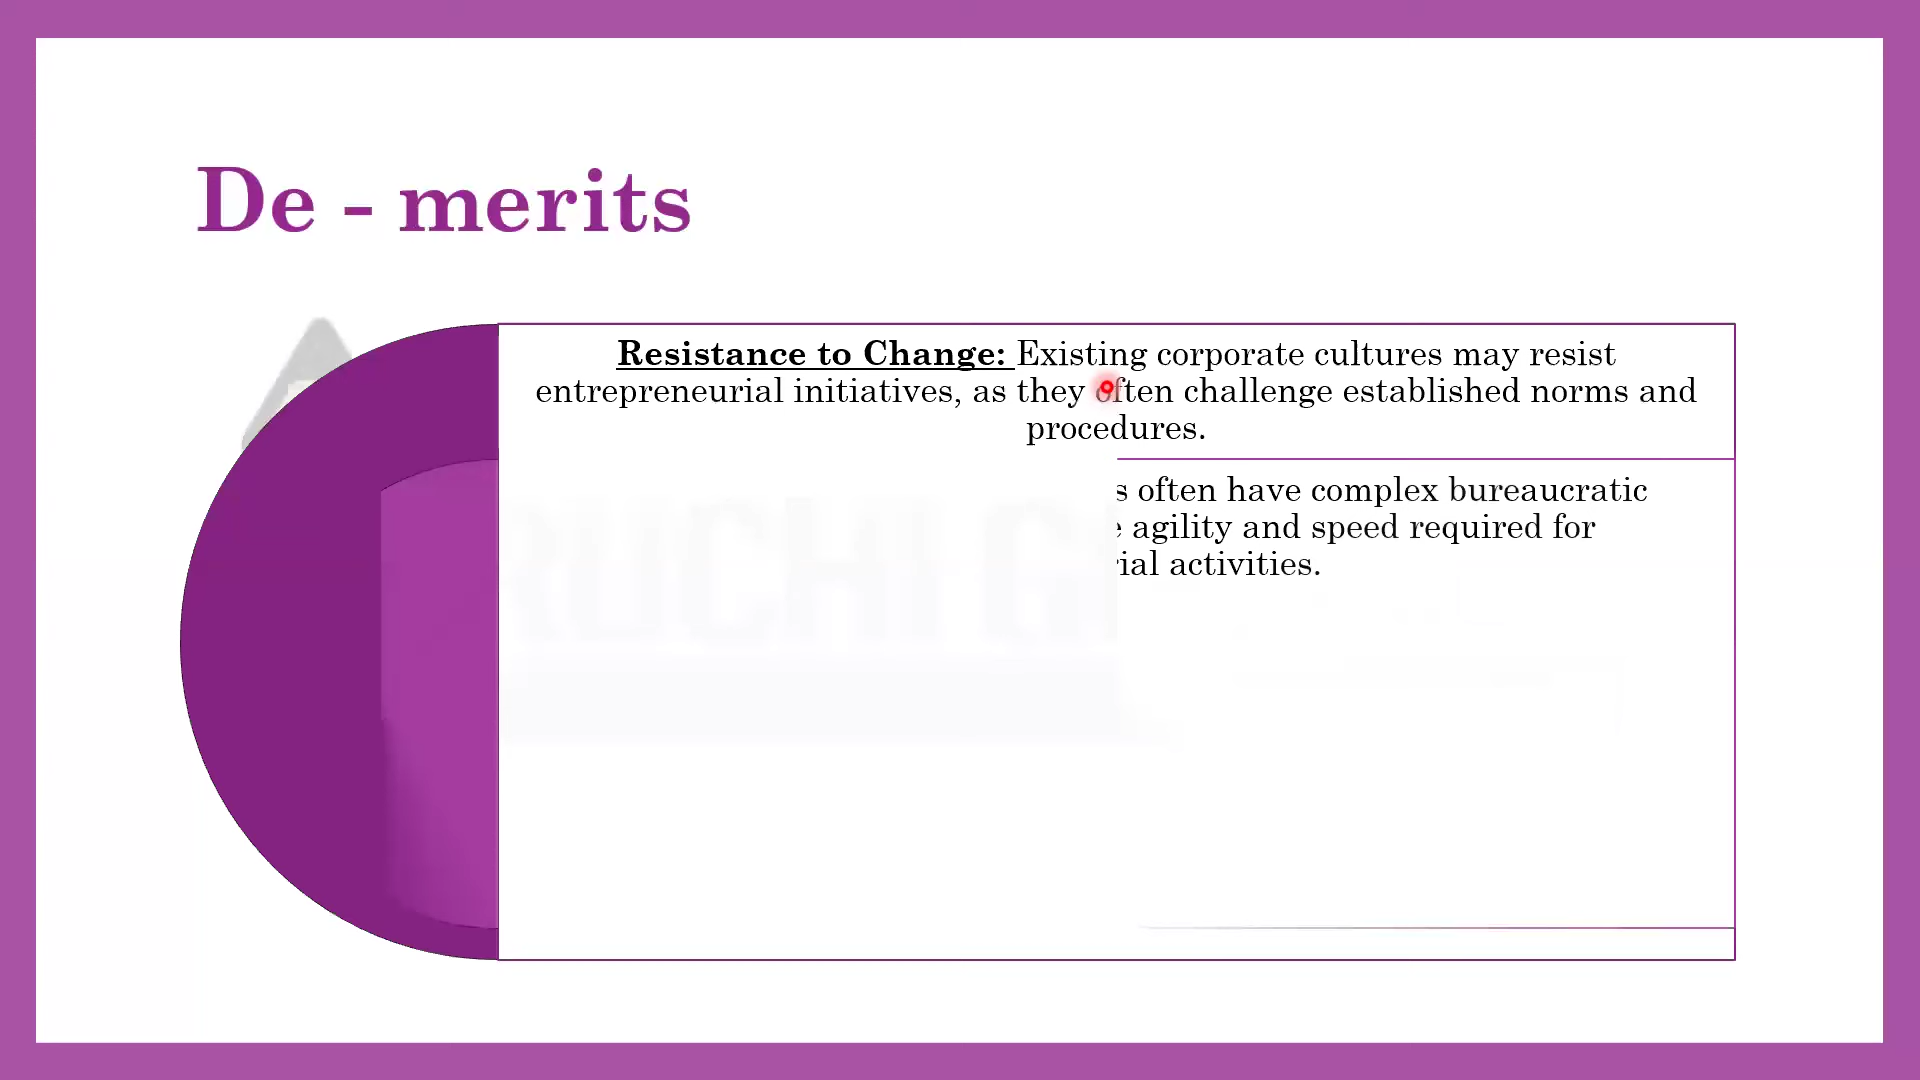 De - merits
Resistance to Change: Existing corporate cultures may resist
entrepreneurial initiatives, as they often challenge established norms and
procedures.
often have complex bureaucratic
agility and speed required for
activities.